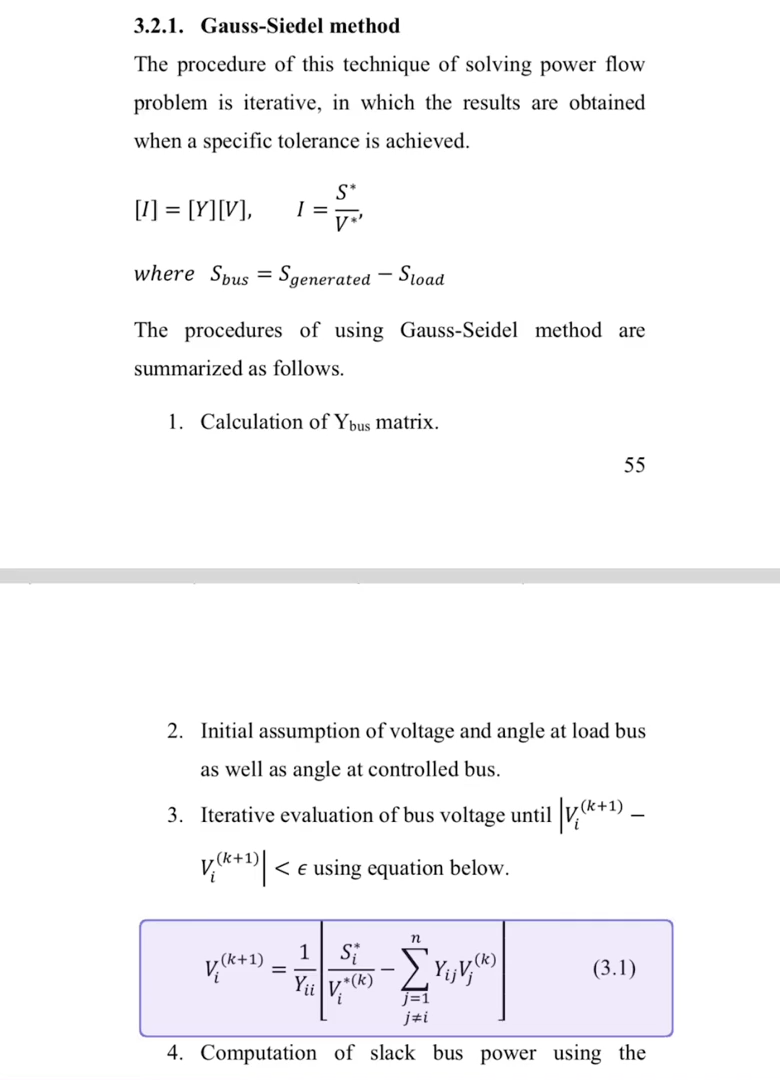 3.2.1. Gauss-Siedel method
The procedure of this technique of solving power flow
problem is iterative, in which the results are obtained
when a specific tolerance is achieved.
[I] = [Y][V], I = S*/V*,
where S_bus = S_generated − S_load
The procedures of using Gauss-Seidel method are
summarized as follows.
1. Calculation of Y_bus matrix.
55
2. Initial assumption of voltage and angle at load bus
as well as angle at controlled bus.
3. Iterative evaluation of bus voltage until |V_i^(k+1) −
V_i^(k+1)| < ϵ using equation below.
V_i^(k+1) = 1/Y_ii ⌊S_i^*/V_i^*(k) − ∑_{j=1, j≠i}^{n} Y_ij V_j^(k)⌋ (3.1)
4. Computation of slack bus power using the